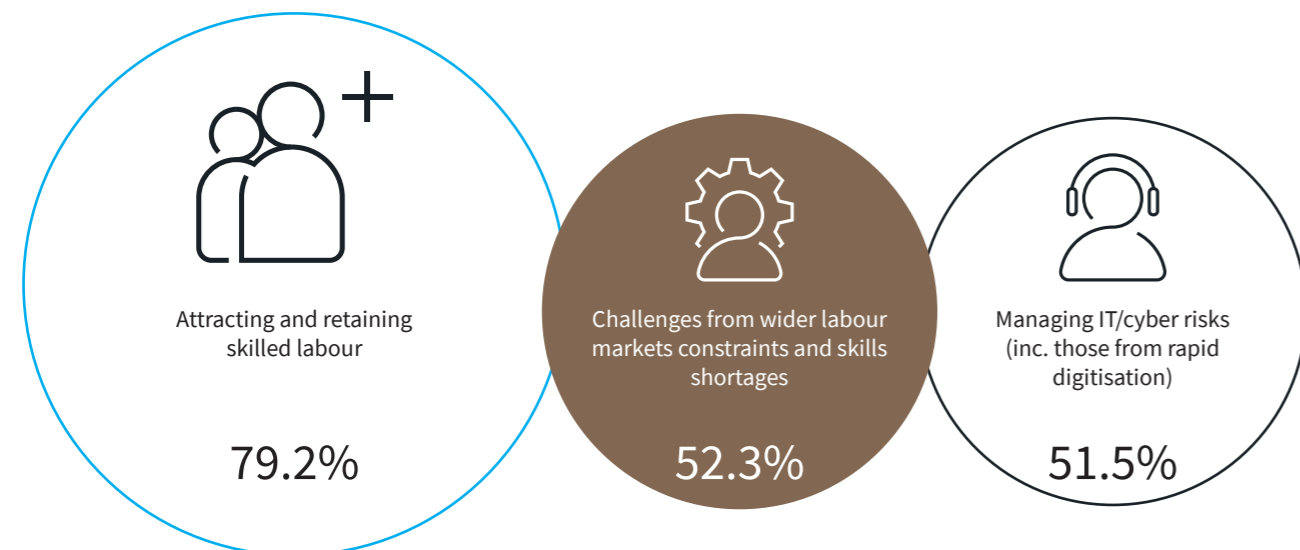 Attracting and retaining
skilled labour
79.2%
Challenges from wider labour
markets constraints and skills
shortages
52.3%
Managing IT/cyber risks
(inc. those from rapid
digitisation)
51.5%